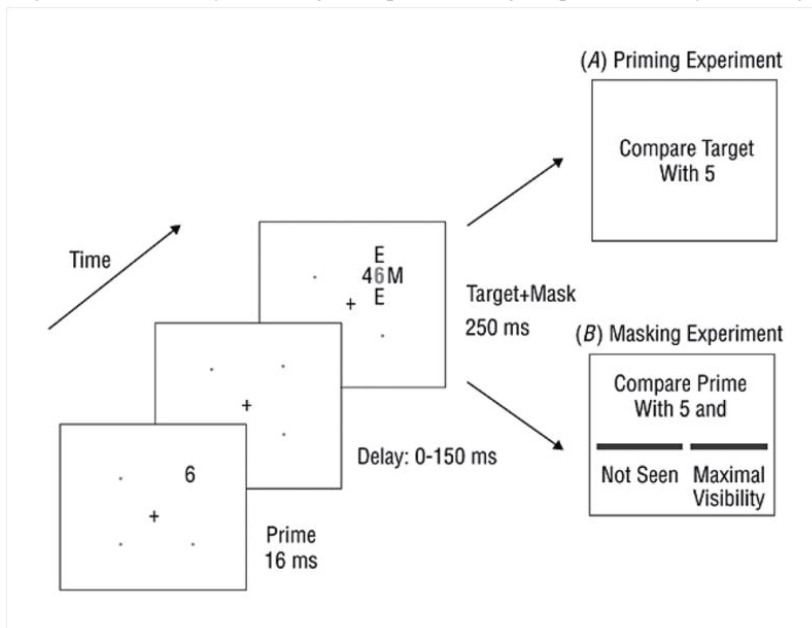 (A) Priming Experiment
Compare Target
With 5
Time
E
46M
E
+
Target+Mask
250 ms
(B) Masking Experiment
Compare Prime
With 5 and
Not Seen Maximal
Visibility
+
Delay: 0-150 ms
6
+
Prime
16 ms